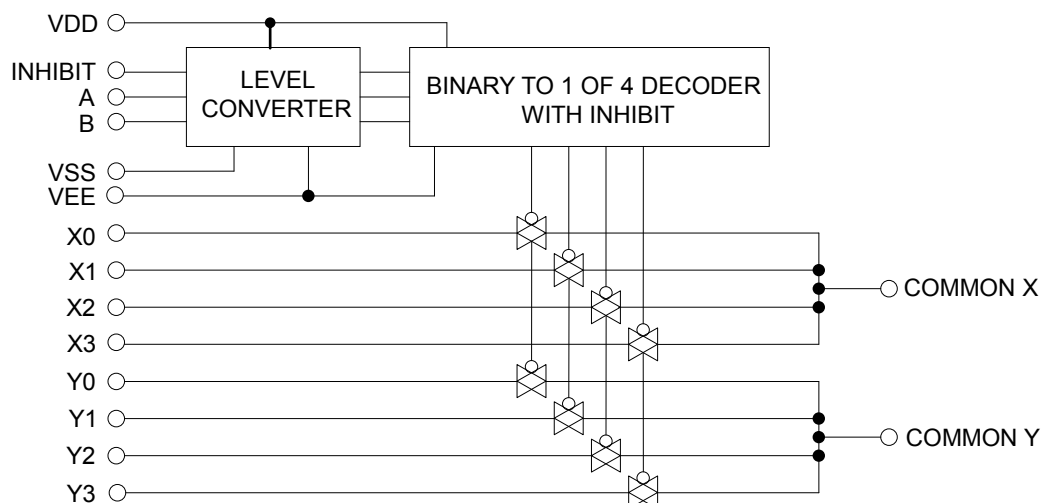 VDD
INHIBIT
A
B
VSS
VEE
LEVEL
CONVERTER
BINARY TO 1 OF 4 DECODER
WITH INHIBIT
X0
X1
X2
X3
Y0
Y1
Y2
Y3
COMMON X
COMMON Y